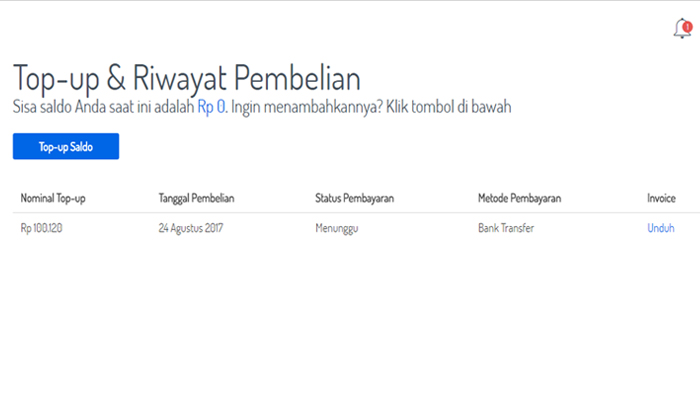 1
Top-up & Riwayat Pembelian
Sisa saldo Anda saat ini adalah Rp 0. Ingin menambahkannya? Klik tombol di bawah
Top-up Saldo
Nominal Top-up Tanggal Pembelian Status Pembayaran Metode Pembayaran Invoice
Rp 100.120 24 Agustus 2017 Menunggu Bank Transfer Unduh